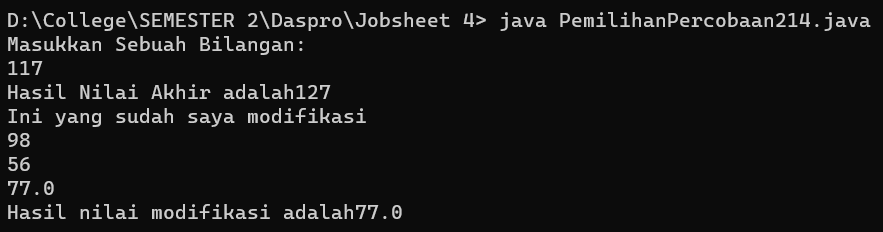 D:\College\SEMESTER 2\Daspro\Jobsheet 4> java PemilihanPercobaan214.java
Masukkan Sebuah Bilangan:
117
Hasil Nilai Akhir adalah127
Ini yang sudah saya modifikasi
98
56
77.0
Hasil nilai modifikasi adalah77.0